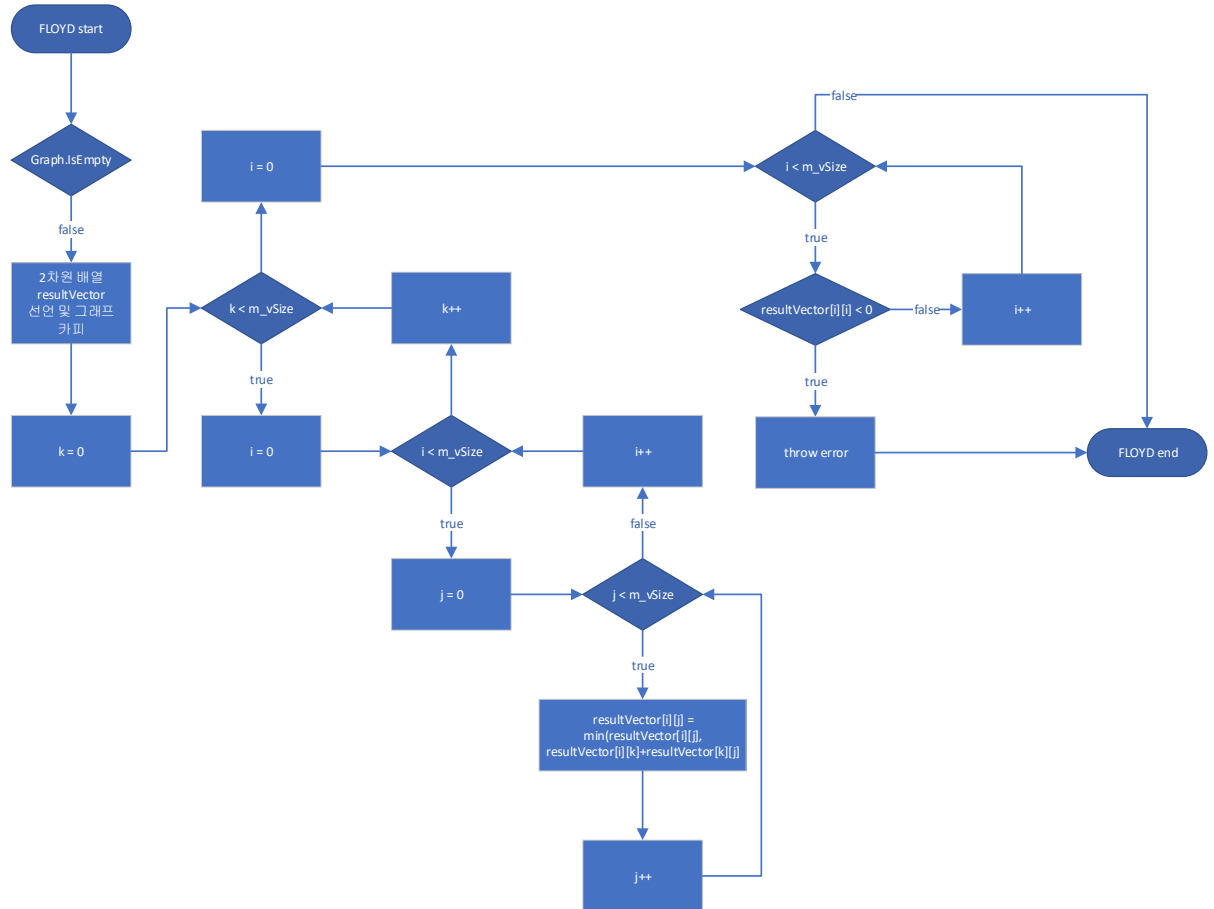 FLOYD start
Graph.IsEmpty
false
2차원 배열
resultVector
선언 및 그래프
카피
k = 0
i = 0
k < m_vSize
true
i = 0
k++
i < m_vSize
true
j = 0
i++
false
j < m_vSize
true
resultVector[i][j] =
min(resultVector[i][j],
resultVector[i][k]+resultVector[k][j]
j++
false
i < m_vSize
true
resultVector[i][i] < 0
false
i++
true
throw error
FLOYD end